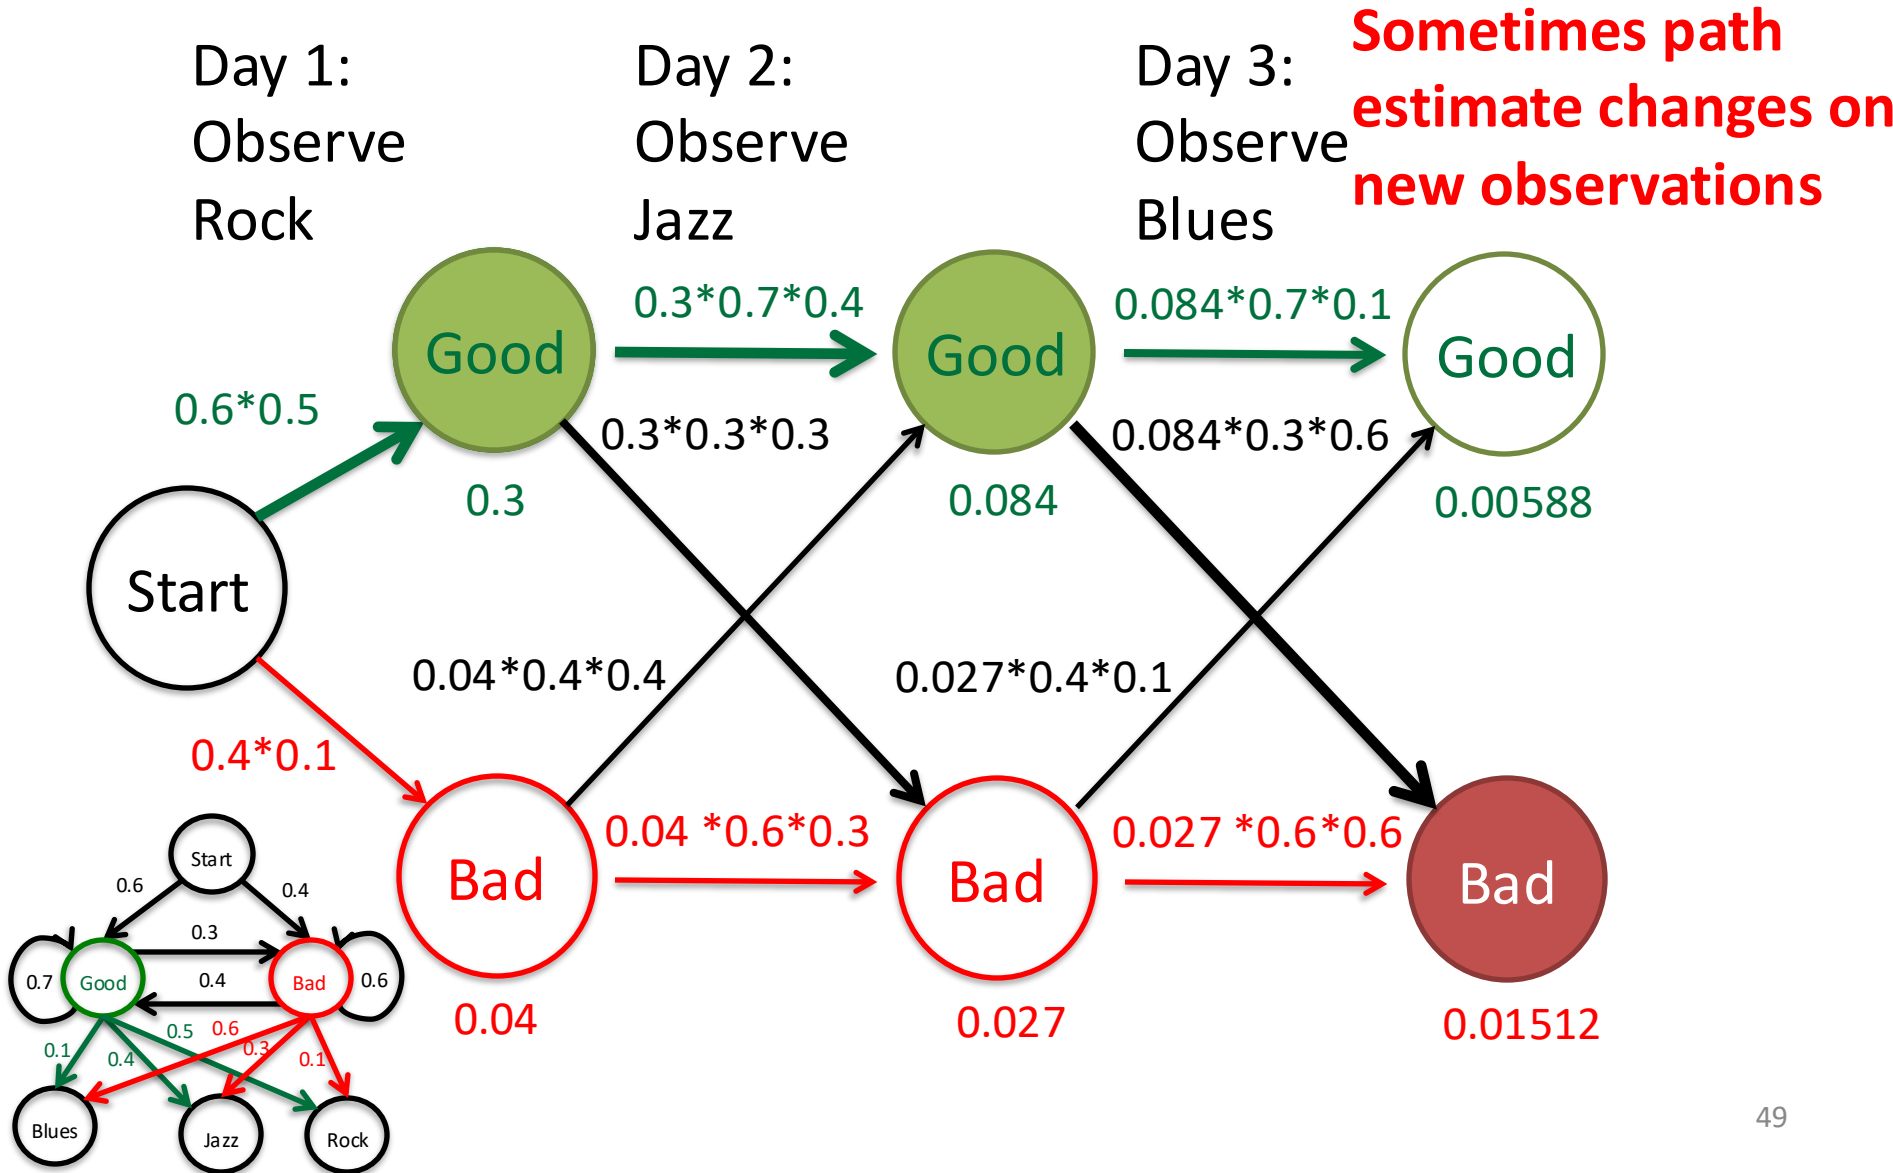 Day 1:
Observe
Rock
Day 2:
Observe
Jazz
Day 3:
Observe
Blues
Sometimes path
estimate changes on
new observations
0.6*0.5
Good
0.3*0.7*0.4
Good
0.084*0.7*0.1
Good
0.3*0.3*0.3
0.084*0.3*0.6
0.3
0.084
0.00588
Start
0.04*0.4*0.4
0.027*0.4*0.1
0.4*0.1
Bad
0.04 *0.6*0.3
Bad
0.027 *0.6*0.6
Bad
0.04
0.027
0.01512
Start
0.6
0.4
0.3
0.7
Good
0.4
Bad
0.6
0.1
0.4
0.5
0.6
0.3
0.1
Blues
Jazz
Rock
49